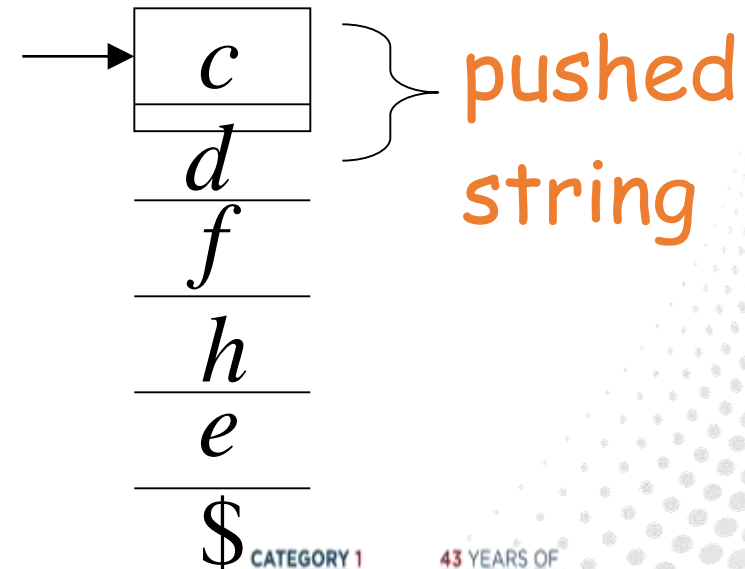 c
pushed
d
string
f
h
e
$
CATEGORY 1 43 YEARS OF